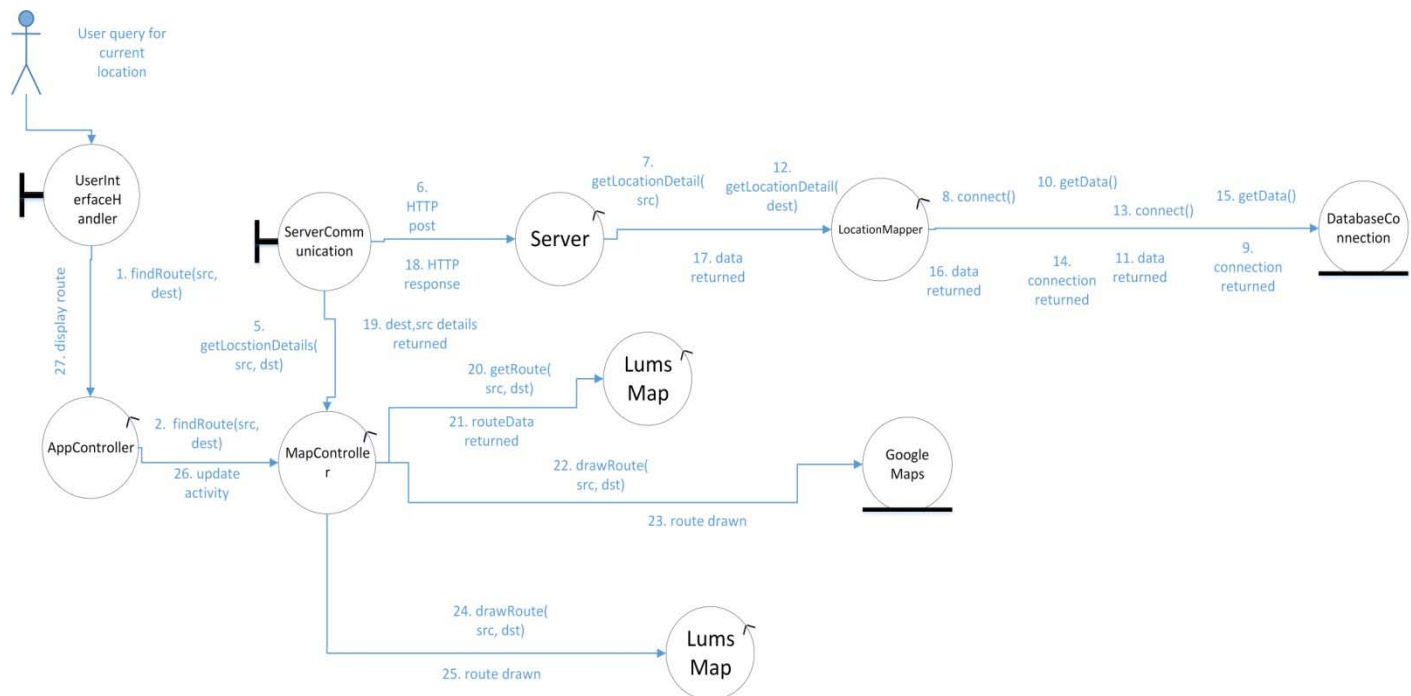 User query for
current
location
UserInt
erfaceH
andler
1. findRoute(src,
dest)
27. display route
AppController
2. findRoute(src,
dest)
26. update
activity
ServerComm
unication
6.
HTTP
post
18. HTTP
response
5.
getLocstionDetails(
src, dst)
19. dest,src details
returned
MapControlle
r
Server
7.
getLocationDetail(
src)
12.
getLocationDetail(
dest)
17. data
returned
LocationMapper
8. connect()
10. getData()
13. connect()
15. getData()
16. data
returned
14.
connection
returned
11. data
returned
9.
connection
returned
DatabaseCo
nnection
20. getRoute(
src, dst)
21. routeData
returned
Lums
Map
22. drawRoute(
src, dst)
23. route drawn
Google
Maps
24. drawRoute(
src, dst)
25. route drawn
Lums
Map